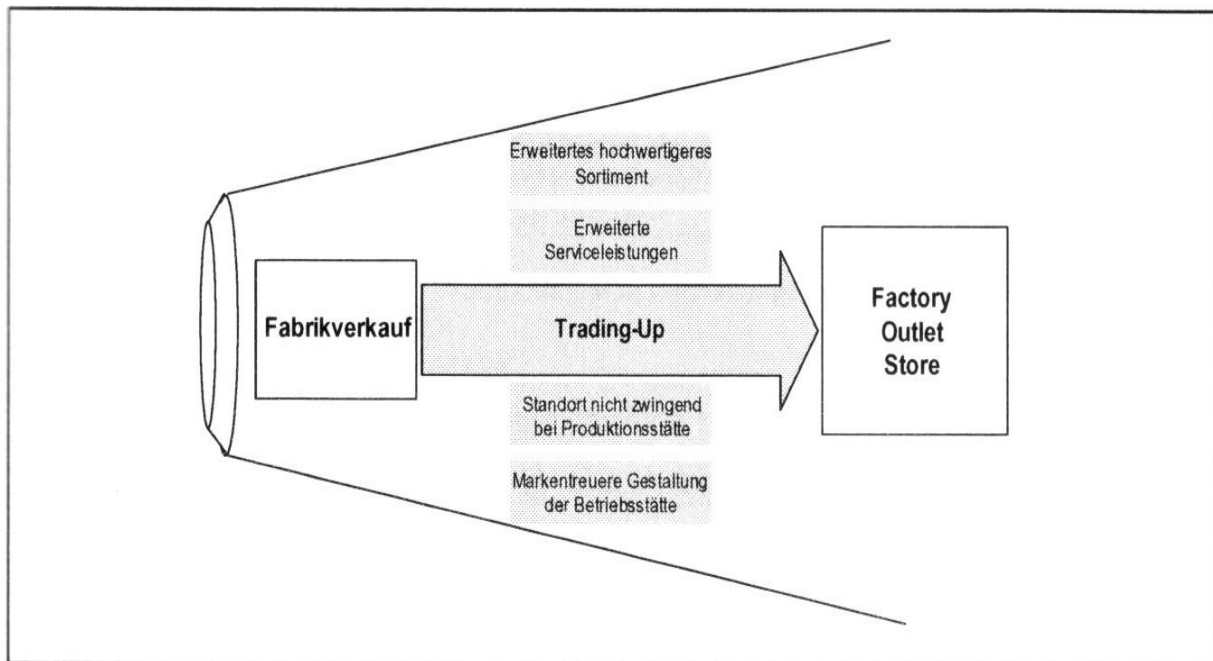 Erweitertes hochwertigeres
Sortiment
Erweiterte
Serviceleistungen
Fabrikverkauf
Trading-Up
Factory
Outlet
Store
Standort nicht zwingend
bei Produktionsstätte
Markentreuere Gestaltung
der Betriebsstätte